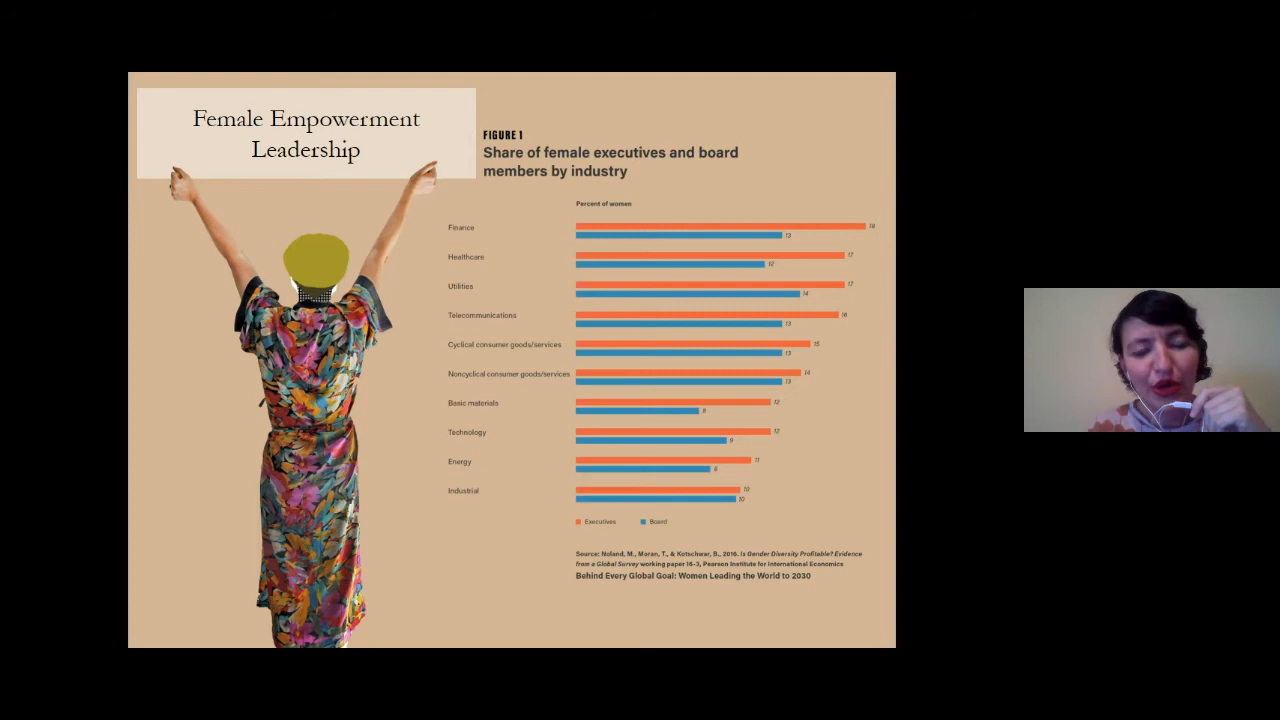 Female Empowerment
Leadership
FIGURE 1
Share of female executives and board
members by industry
Percent of women
Finance
18
13
Healthcare
17
12
Utilities
17
14
Telecommunications
16
13
Cyclical consumer goods/services
15
13
Noncyclical consumer goods/services
14
13
Basic materials
12
8
Technology
12
9
Energy
11
8
Industrial
10
10
Executives Board
Source: Noland, M., Moran, T., & Kotschwar, B., 2016. Is Gender Diversity Profitable? Evidence
from a Global Survey working paper 16-3, Pearson Institute for International Economics
Behind Every Global Goal: Women Leading the World to 2030